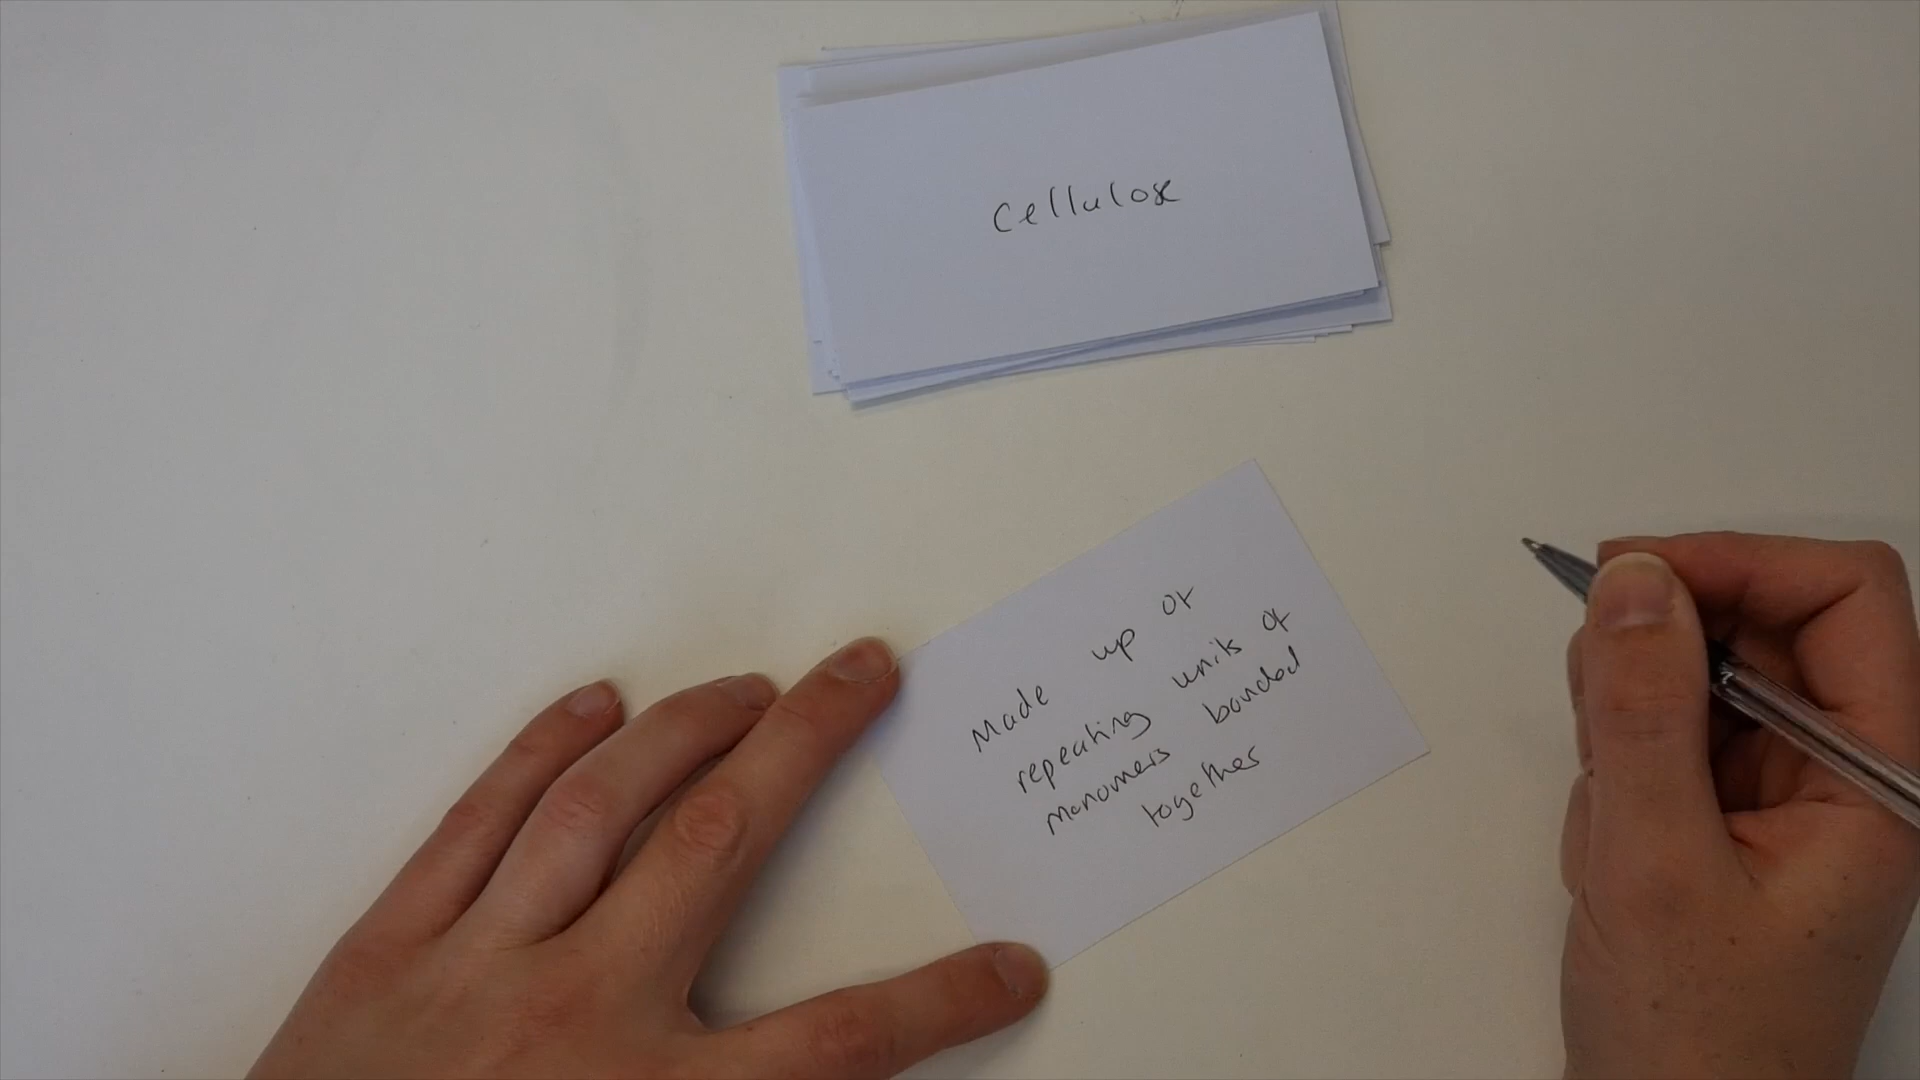 Cellulose
Made up of
repeating units of
monomers bonded
together